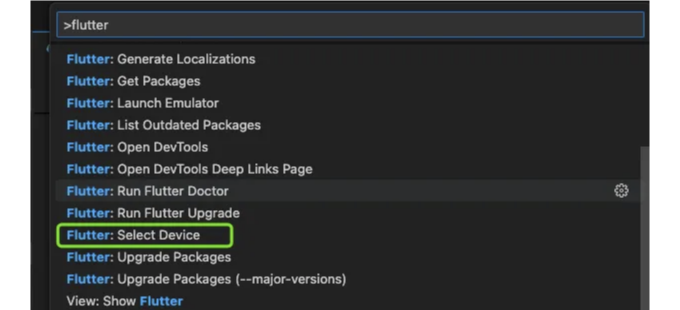 >flutter
Flutter: Generate Localizations
Flutter: Get Packages
Flutter: Launch Emulator
Flutter: List Outdated Packages
Flutter: Open DevTools
Flutter: Open DevTools Deep Links Page
Flutter: Run Flutter Doctor
Flutter: Run Flutter Upgrade
Flutter: Select Device
Flutter: Upgrade Packages
Flutter: Upgrade Packages (--major-versions)
View: Show Flutter